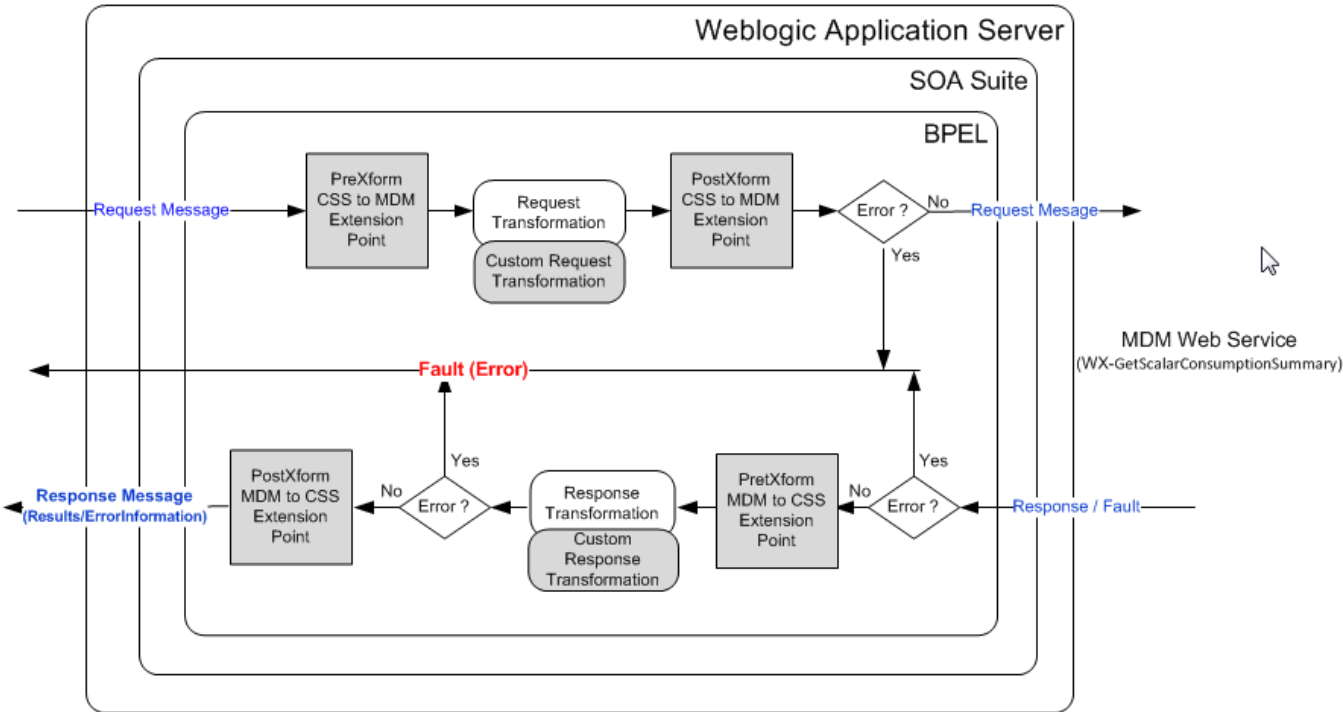 Weblogic Application Server
SOA Suite
BPEL
Request Message
PreXform
CSS to MDM
Extension
Point
Request
Transformation
Custom Request
Transformation
PostXform
CSS to MDM
Extension
Point
Error ?
No
Request Mesage
Yes
MDM Web Service
(WX-GetScalarConsumptionSummary)
Fault (Error)
Response Message
(Results/ErrorInformation)
PostXform
MDM to CSS
Extension
Point
No
Yes
Error ?
Response
Transformation
Custom
Response
Transformation
PretXform
MDM to CSS
Extension
Point
No
Yes
Error ?
Response / Fault